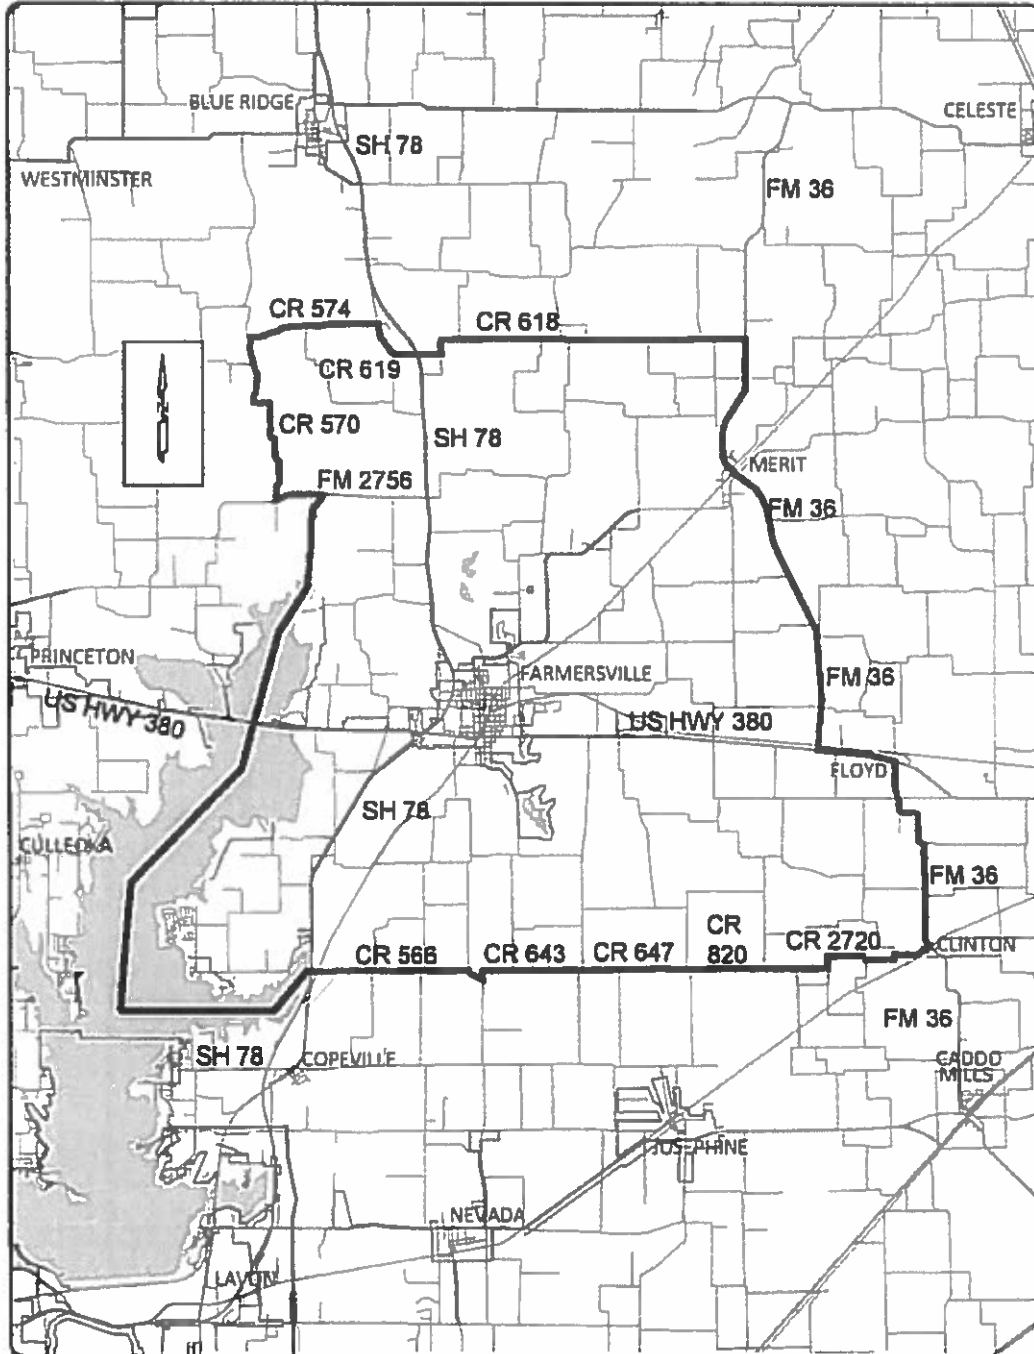 BLUE RIDGE
CELESTE
SH 78
WESTMINSTER
FM 36
CR 574
CR 618
CR 619
CR 570
SH 78
MERIT
FM 2756
FM 36
N
PRINCETON
FARMERSVILLE
FM 36
US HWY 380
US HWY 380
FLOYD
SH 78
CULLEOKA
FM 36
CR 566
CR 643
CR 647
CR
820
CR 2720
CLINTON
FM 36
SH 78
COPEVILLE
CADDO
MILLS
JOSEPHINE
NEVADA
LAVON